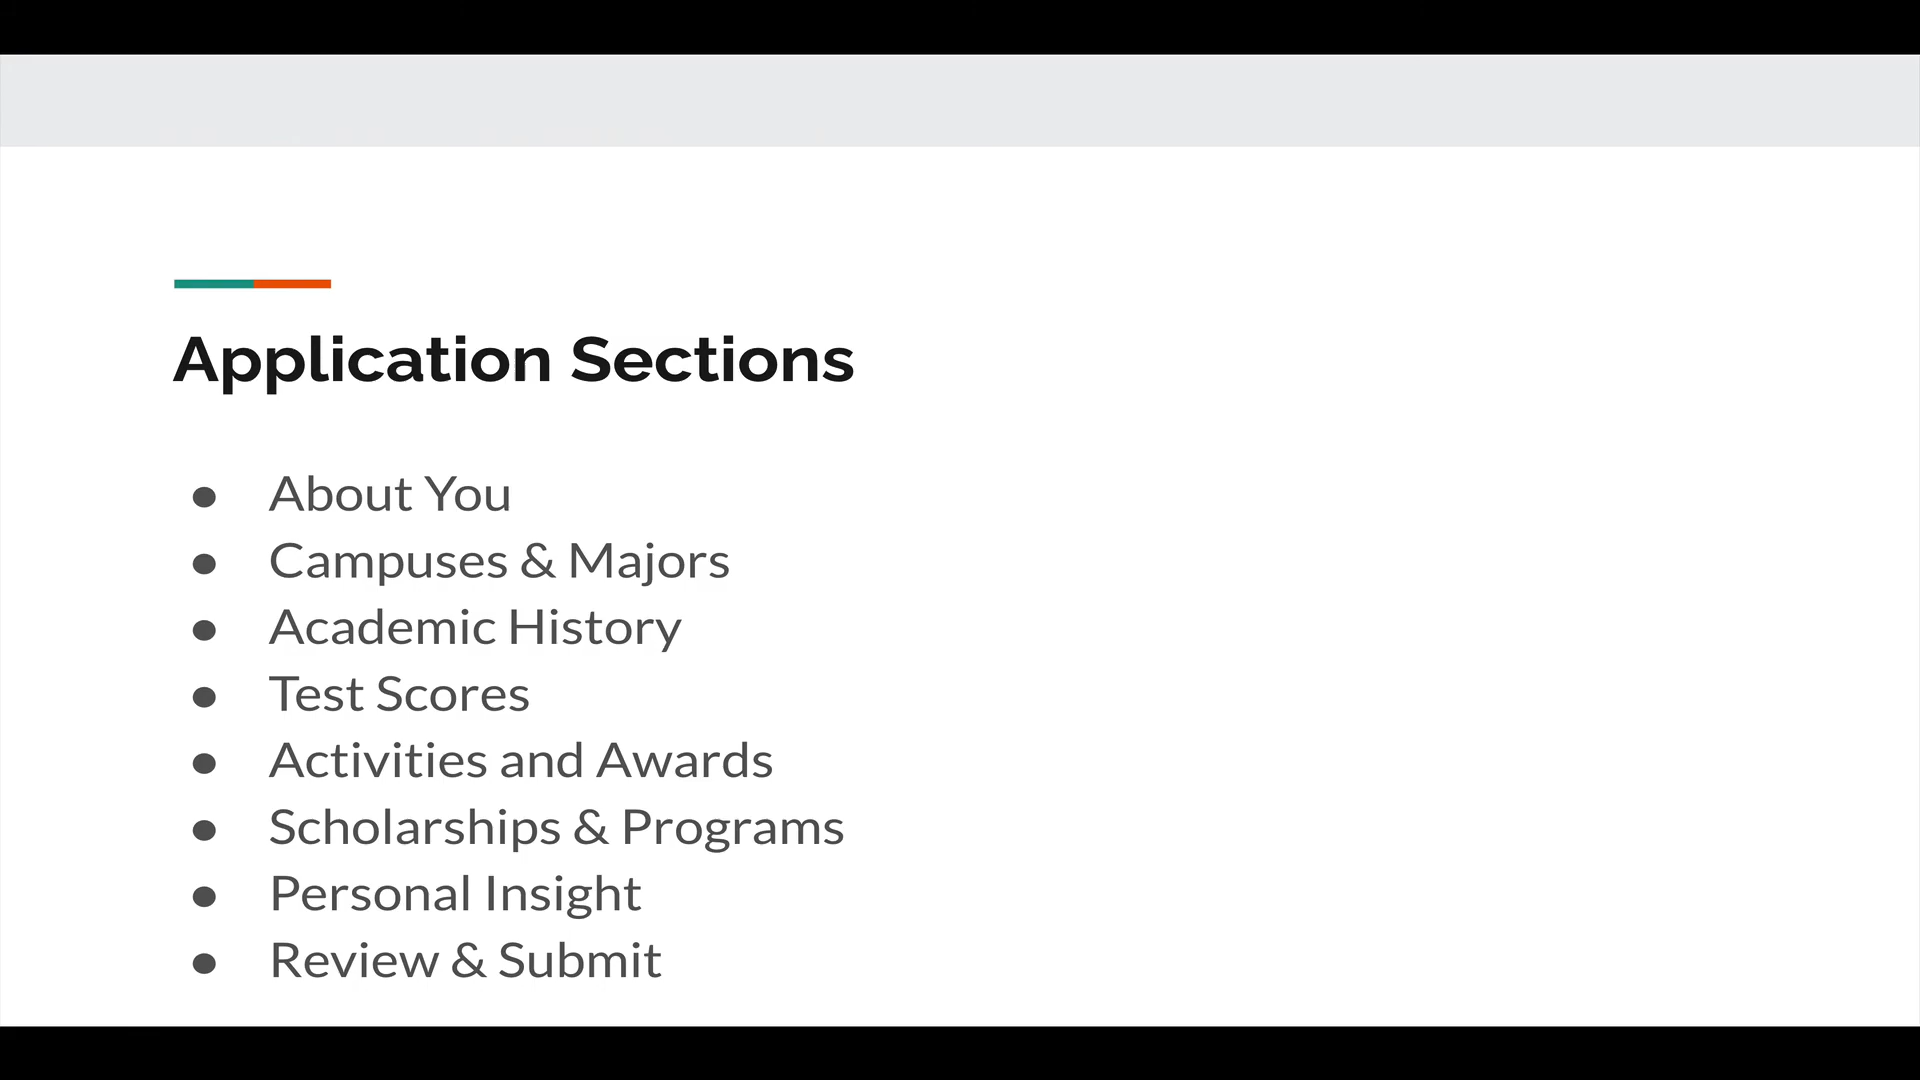 Application Sections
● About You
● Campuses & Majors
● Academic History
● Test Scores
● Activities and Awards
● Scholarships & Programs
● Personal Insight
● Review & Submit